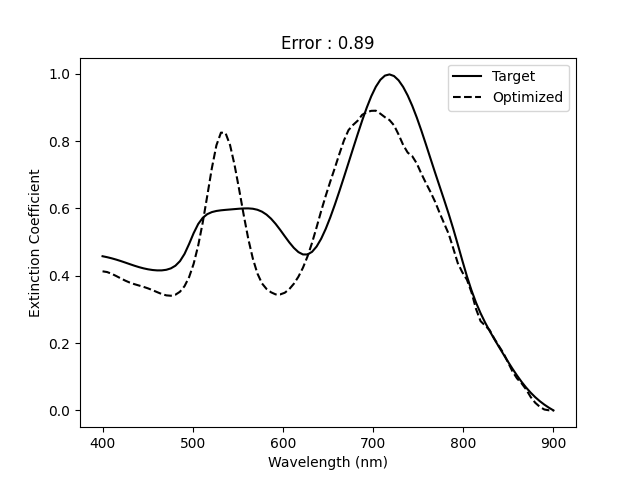 Error : 0.89
Target
Optimized
Extinction Coefficient
1.0
0.8
0.6
0.4
0.2
0.0
400 500 600 700 800 900
Wavelength (nm)